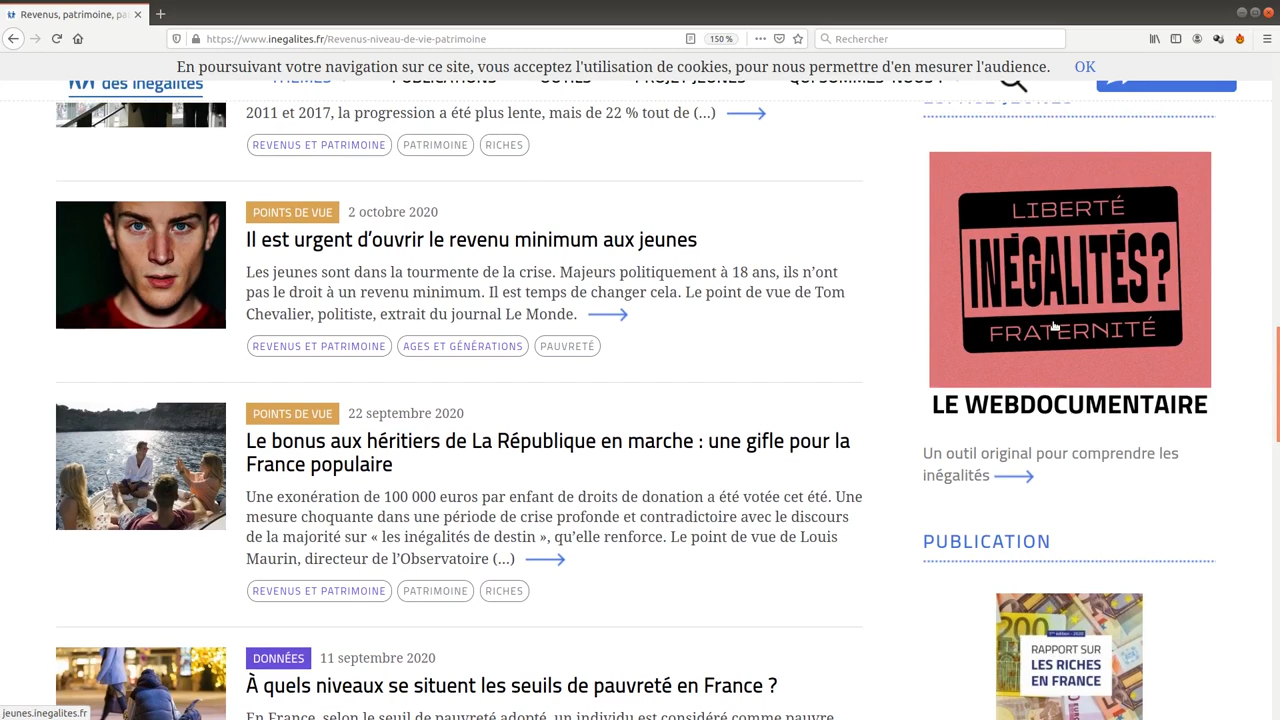 Revenus, patrimoine, pa
https://www.inegalites.fr/Revenus-niveau-de-vie-patrimoine
150 %
Rechercher
En poursuivant votre navigation sur ce site, vous acceptez l'utilisation de cookies, pour nous permettre d'en mesurer l'audience.
OK
des inégalités
THÈMES
PUBLICATIONS
OUTILS
PROJET JEUNES
QUI SOMMES-NOUS ?
ESPACE JEUNES
2011 et 2017, la progression a été plus lente, mais de 22 % tout de (...)
REVENUS ET PATRIMOINE
PATRIMOINE
RICHES
POINTS DE VUE
2 octobre 2020
Il est urgent d’ouvrir le revenu minimum aux jeunes
Les jeunes sont dans la tourmente de la crise. Majeurs politiquement à 18 ans, ils n’ont
pas le droit à un revenu minimum. Il est temps de changer cela. Le point de vue de Tom
Chevalier, politiste, extrait du journal Le Monde.
REVENUS ET PATRIMOINE
AGES ET GÉNÉRATIONS
PAUVRETÉ
POINTS DE VUE
22 septembre 2020
Le bonus aux héritiers de La République en marche : une gifle pour la
France populaire
Une exonération de 100 000 euros par enfant de droits de donation a été votée cet été. Une
mesure choquante dans une période de crise profonde et contradictoire avec le discours
de la majorité sur « les inégalités de destin », qu’elle renforce. Le point de vue de Louis
Maurin, directeur de l’Observatoire (...)
REVENUS ET PATRIMOINE
PATRIMOINE
RICHES
DONNÉES
11 septembre 2020
À quels niveaux se situent les seuils de pauvreté en France ?
En France, selon le seuil de pauvreté adopté, un individu est considéré comme pauvre
LIBERTÉ
INÉGALITÉS?
FRATERNITÉ
LE WEBDOCUMENTAIRE
Un outil original pour comprendre les
inégalités
PUBLICATION
200
édition - 2020
RAPPORT SUR
LES RICHES
EN FRANCE
jeunes.inegalites.fr